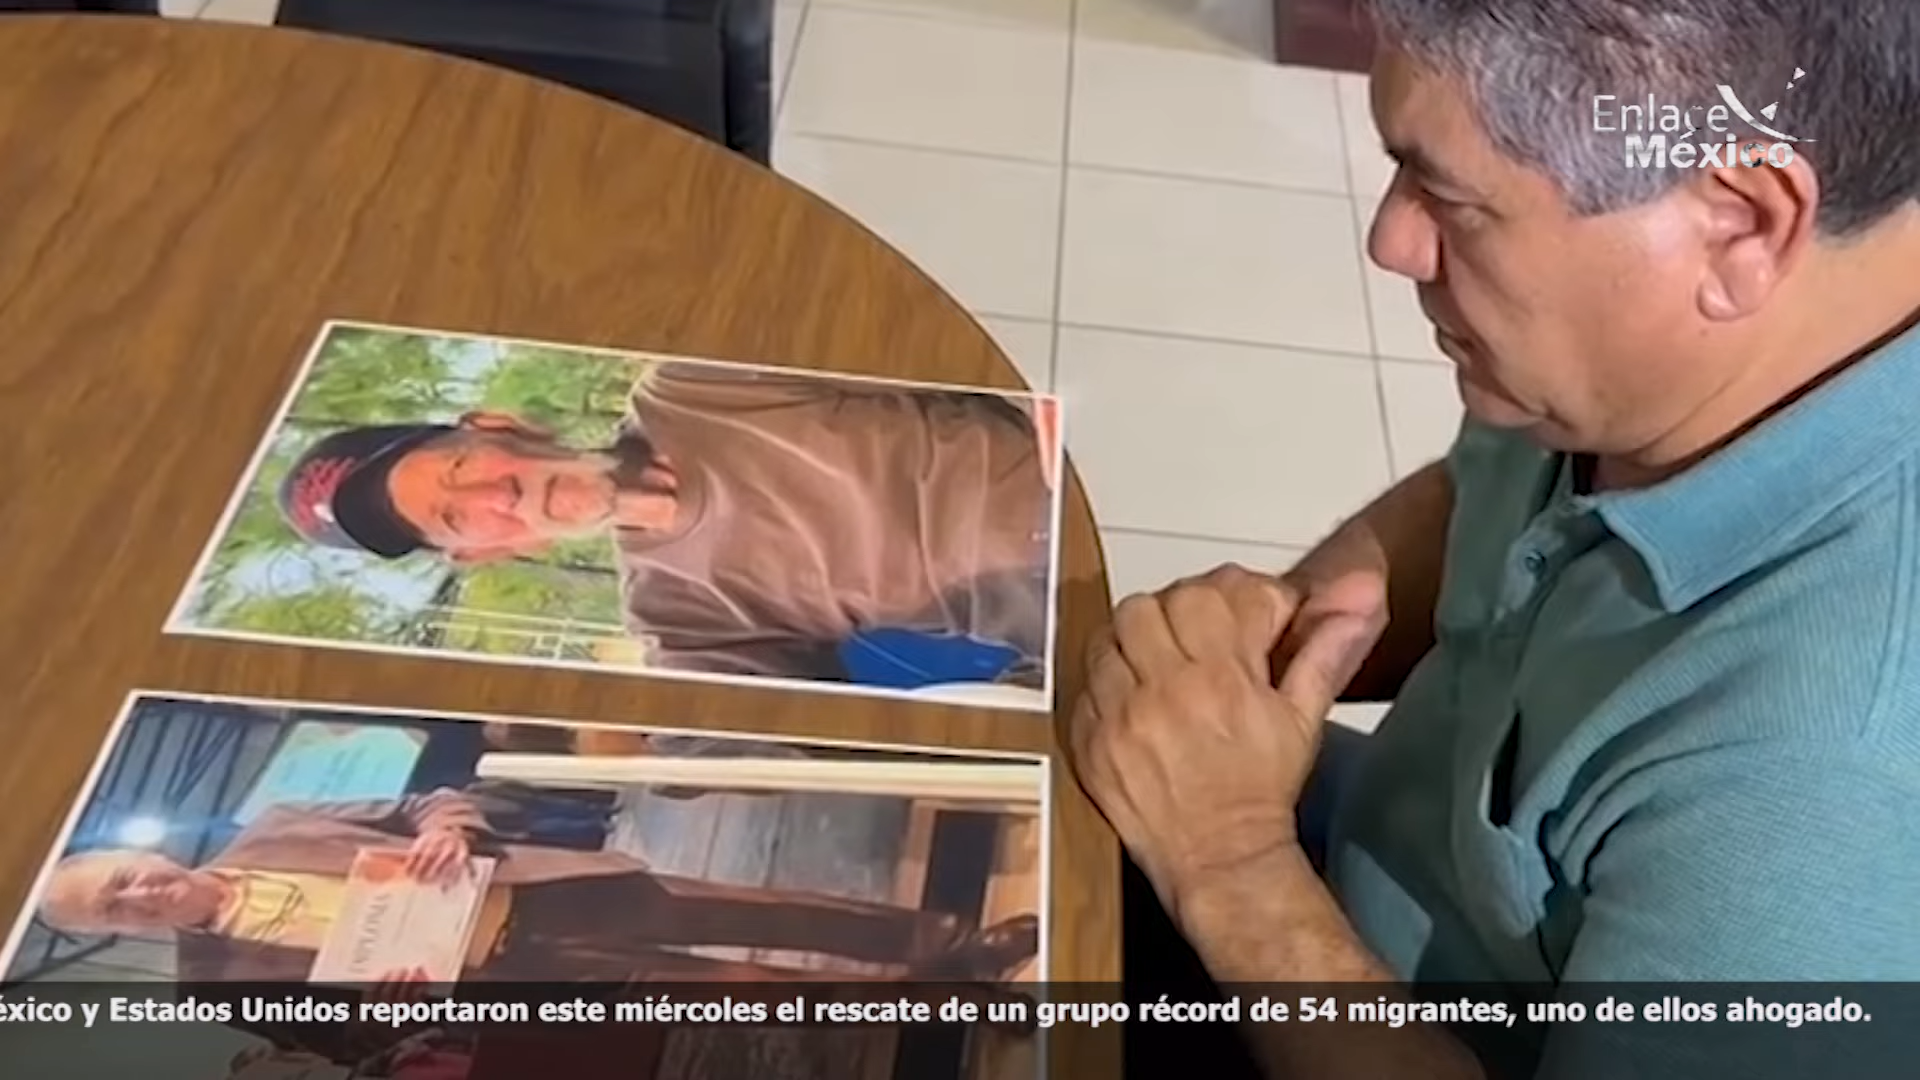 Enlace
México
éxico y Estados Unidos reportaron este miércoles el rescate de un grupo récord de 54 migrantes, uno de ellos ahogado.